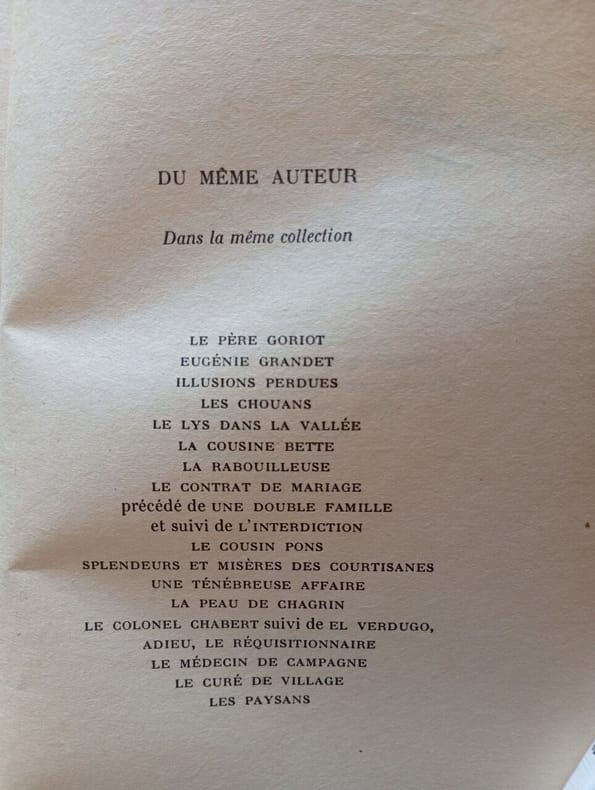 DU MÊME AUTEUR
Dans la même collection
LE PÈRE GORIOT
EUGÉNIE GRANDET
ILLUSIONS PERDUES
LES CHOUANS
LE LYS DANS LA VALLÉE
LA COUSINE BETTE
LA RABOUILLEUSE
LE CONTRAT DE MARIAGE
précédé de UNE DOUBLE FAMILLE
et suivi de L'INTERDICTION
LE COUSIN PONS
SPLENDEURS ET MISÈRES DES COURTISANES
UNE TÉNÉBREUSE AFFAIRE
LA PEAU DE CHAGRIN
LE COLONEL CHABERT suivi de EL VERDUGO,
ADIEU, LE RÉQUISITIONNAIRE
LE MÉDECIN DE CAMPAGNE
LE CURÉ DE VILLAGE
LES PAYSANS